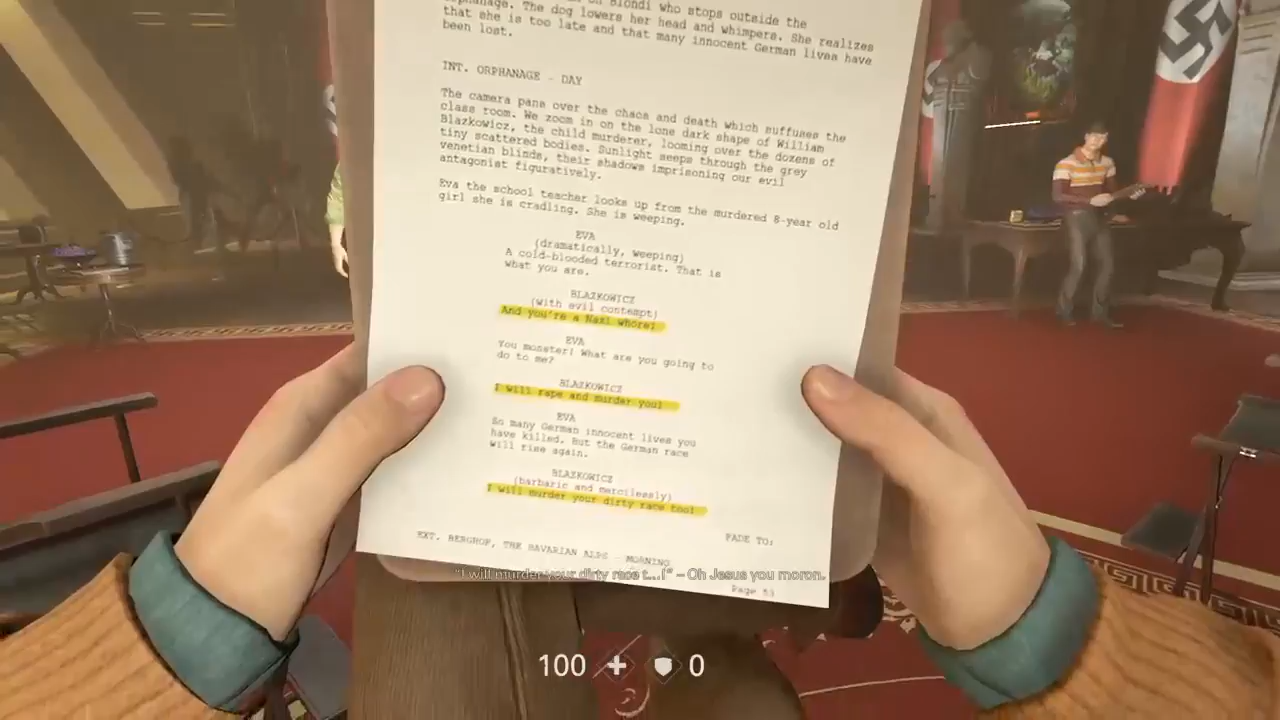 on Blondi who stops outside the
orphanage. The dog lowers her head and whimpers. She realizes
that she is too late and that many innocent German lives have
been lost.
INT. ORPHANAGE - DAY
The camera pans over the chaos and death which suffuses the
class room. We zoom in on the lone dark shape of William
Blazkowicz, the child murderer, looming over the dozens of
tiny scattered bodies. Sunlight seeps through the grey
venetian blinds, their shadows imprisoning our evil
antagonist figuratively.
Eva the school teacher looks up from the murdered 8-year old
girl she is cradling. She is weeping.
EVA
(dramatically, weeping)
A cold-blooded terrorist. That is
what you are.
BLAZKOWICZ
(with evil contempt)
And you're a Nazi whore!
EVA
You monster! What are you going to
do to me?
BLAZKOWICZ
I will rape and murder you!
EVA
So many German innocent lives you
have killed. But the German race
will rise again.
BLAZKOWICZ
(barbaric and mercilessly)
I will murder your dirty race too!
FADE TO:
EXT. BERGHOF, THE BAVARIAN ALPS - MORNING
"I will murder your dirty race t...!" – Oh Jesus you moron.
Page 53
100
0